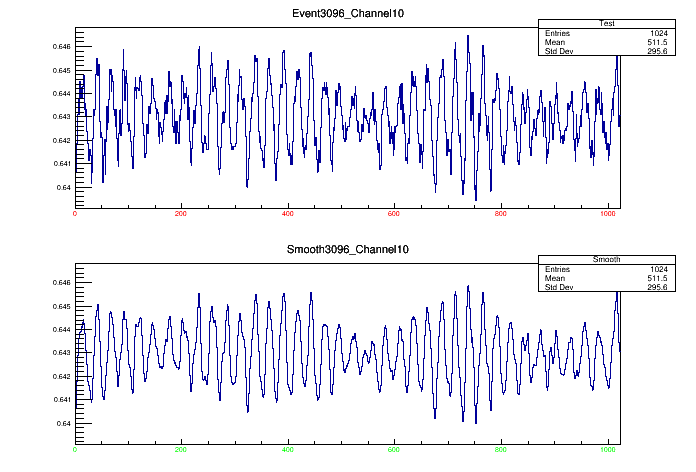 Event3096_Channel10
Test
Entries 1024
Mean 511.5
Std Dev 295.6
0.646
0.645
0.644
0.643
0.642
0.641
0.64
0 200 400 600 800 1000
Smooth3096_Channel10
Smooth
Entries 1024
Mean 511.5
Std Dev 295.6
0.646
0.645
0.644
0.643
0.642
0.641
0.64
0 200 400 600 800 1000